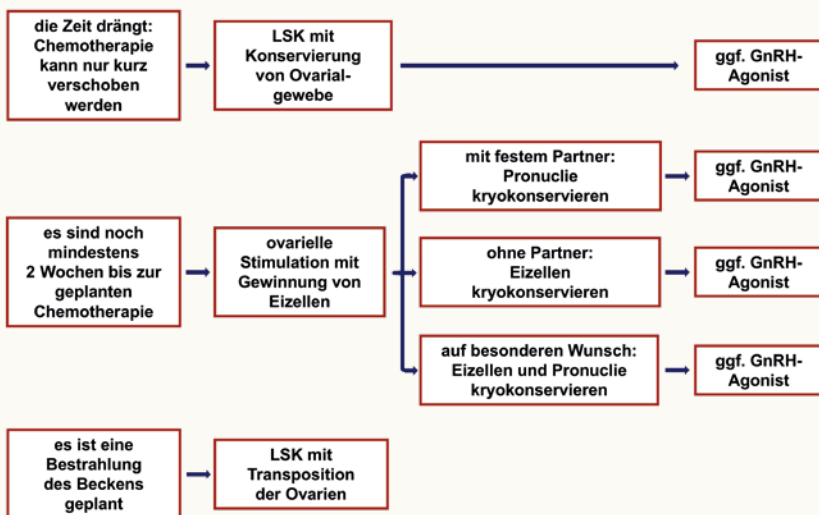 die Zeit drängt:
Chemotherapie
kann nur kurz
verschoben
werden
LSK mit
Konservierung
von Ovarial-
gewebe
ggf. GnRH-
Agonist
es sind noch
mindestens
2 Wochen bis zur
geplanten
Chemotherapie
ovarielle
Stimulation mit
Gewinnung von
Eizellen
mit festem Partner:
Pronuclie
kryokonservieren
ggf. GnRH-
Agonist
ohne Partner:
Eizellen
kryokonservieren
ggf. GnRH-
Agonist
auf besonderen Wunsch:
Eizellen und Pronuclie
kryokonservieren
ggf. GnRH-
Agonist
es ist eine
Bestrahlung
des Beckens
geplant
LSK mit
Transposition
der Ovarien